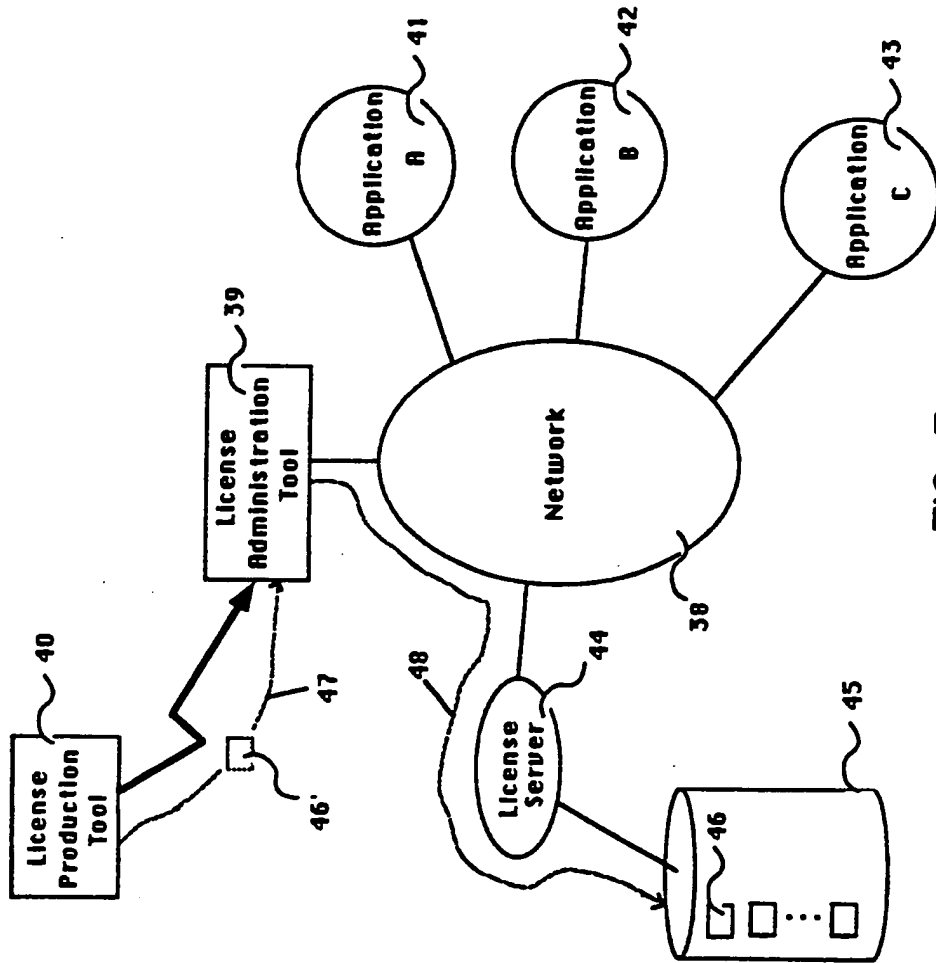 License
Production
Tool
40
46'
47
License
Administration
Tool
39
48
License
Server
44
46
45
Network
38
Application
A
41
Application
B
42
Application
C
43
FIG.